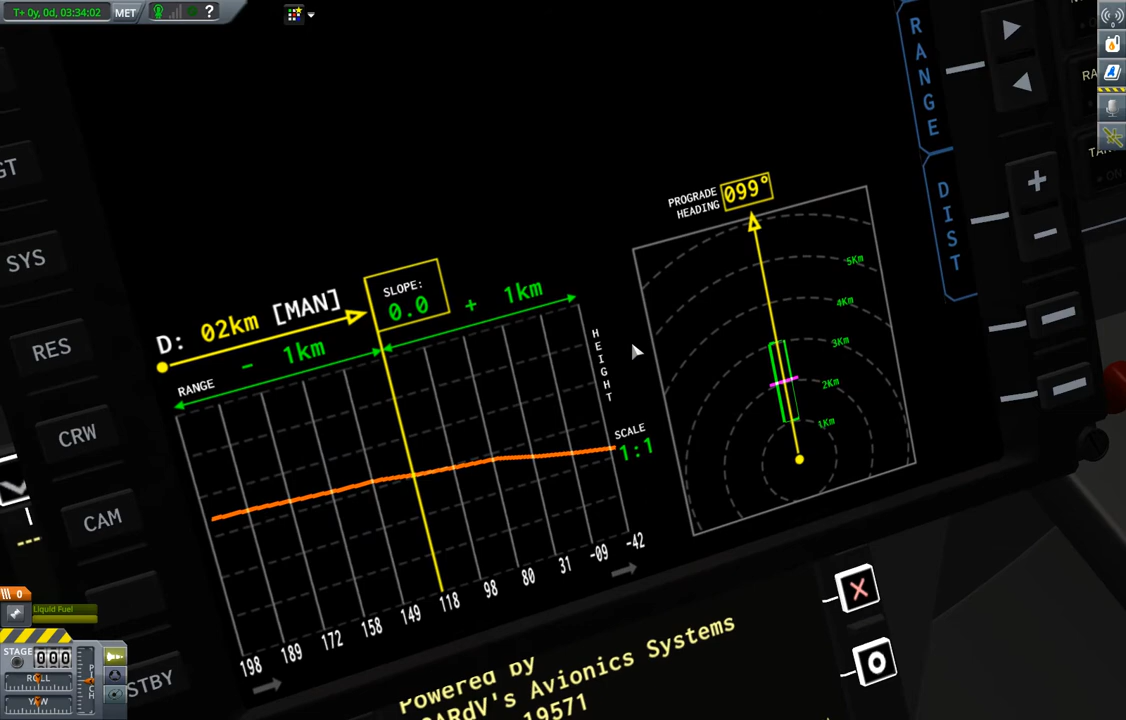 T+ 0y, 0d, 03:34:02 MET ?
RANGE
DIST
PROGRADE
HEADING
099°
5Km
4Km
3Km
2Km
1Km
D: 02km [MAN]
SLOPE:
0.0
- 1km
+ 1km
RANGE
HEIGHT
SCALE
1:1
198 189 172 158 149 118 98 80 31 -09 -42
SYS
RES
CRW
CAM
STBY
+
-
0
Liquid Fuel
STAGE 000
ROLL
YAW
PITCH
Powered by
Avionics Systems
19571